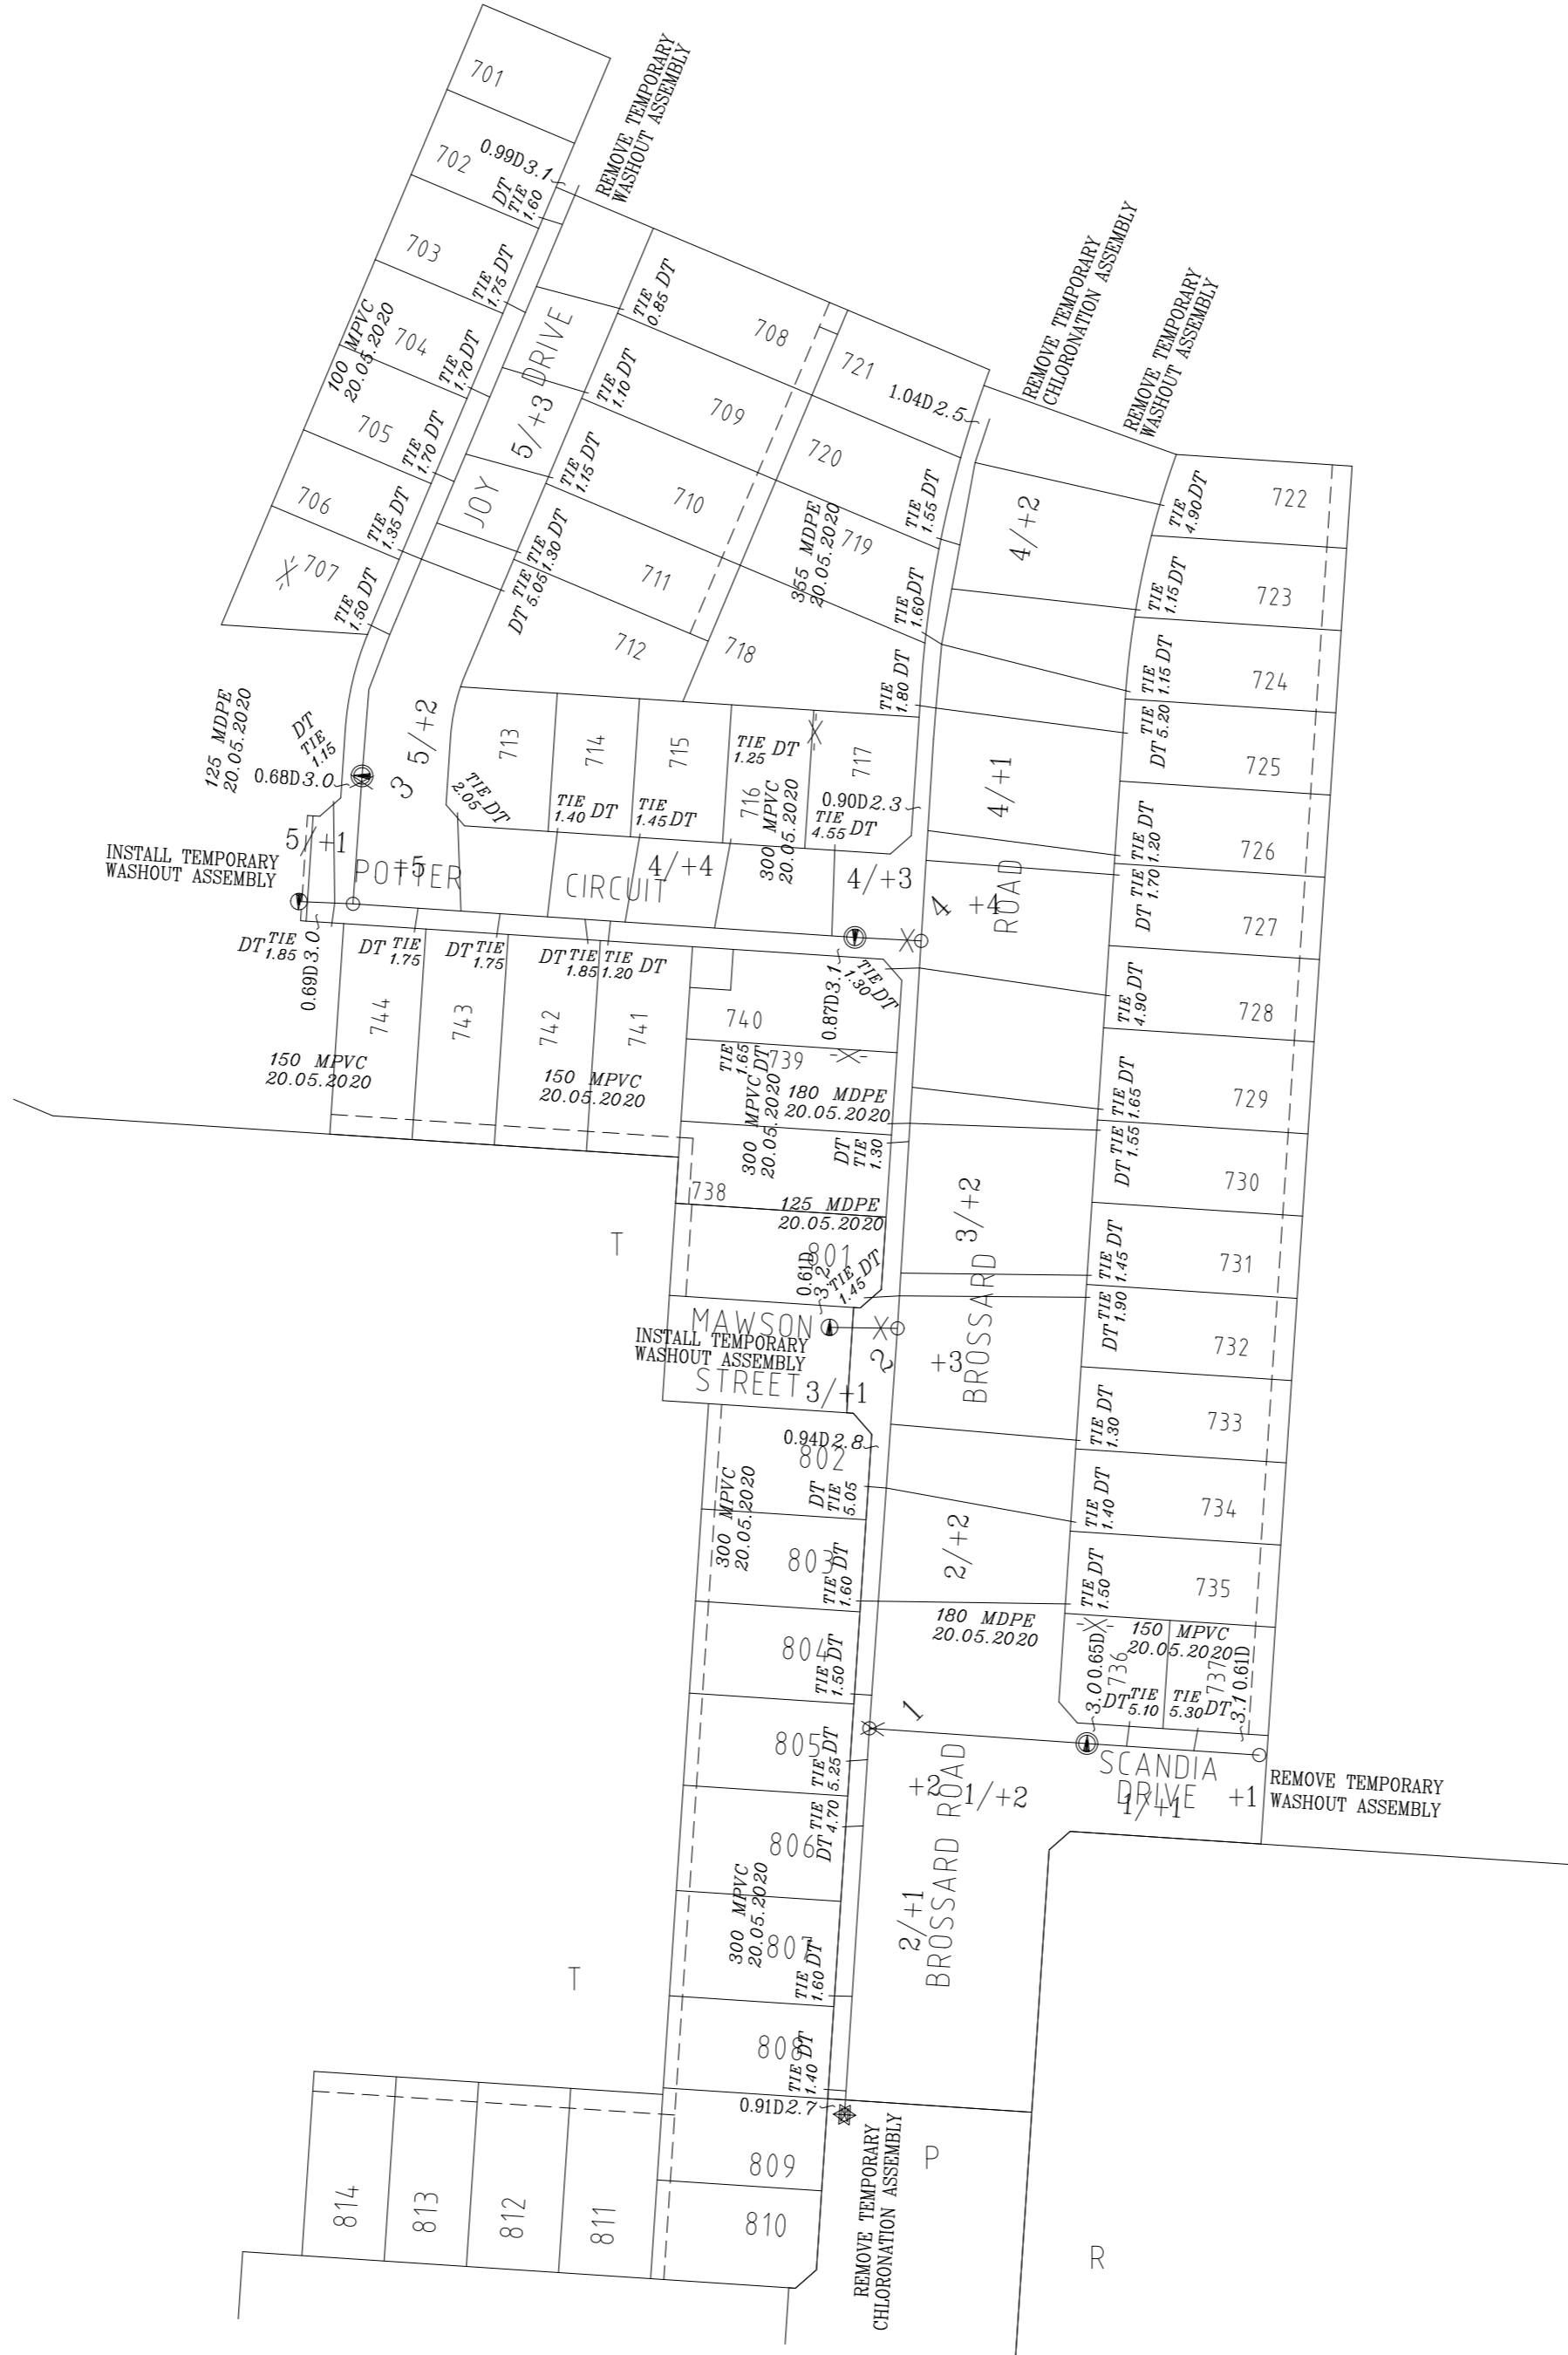 701
702
0.99D3.1
DT
TIE
1.60
REMOVE TEMPORARY
WASHOUT ASSEMBLY
703
TIE DT
1.75
704
TIE DT
1.70
100 MPVC
20.05.2020
705
TIE DT
1.70
706
TIE DT
1.35
707
TIE DT
1.50
JOY
5/+3
DRIVE
TIE DT
0.85
708
TIE DT
1.10
709
TIE DT
1.15
710
TIE DT
1.30
TIE
DT 5.05
711
712
721
1.04D2.5
720
TIE DT
1.55
355 MDPE
20.05.2020
719
TIE DT
1.60
718
TIE DT
1.80
REMOVE TEMPORARY
CHLORONATION ASSEMBLY
REMOVE TEMPORARY
WASHOUT ASSEMBLY
4/+2
TIE DT
4.90
722
TIE DT
1.15
723
TIE DT
1.15
724
TIE
DT 5.20
725
TIE DT
1.20
726
TIE
DT 1.70
727
TIE DT
4.90
728
TIE DT
1.65
729
TIE
DT 1.55
730
TIE DT
1.45
731
TIE
DT 1.90
732
TIE DT
1.30
733
TIE DT
1.40
734
TIE DT
1.50
735
125 MDPE
20.05.2020
DT
TIE
1.15
0.68D3.0
3
5/+2
5/+1
INSTALL TEMPORARY
WASHOUT ASSEMBLY
POTTER
+5
CIRCUIT
TIE DT
2.05
713
TIE DT
1.40
714
TIE DT
1.45
715
TIE DT
1.25
716
300 MPVC
20.05.2020
717
0.90D2.3
TIE DT
4.55
4/+4
4/+3
4/+1
4
+4
ROAD
DT TIE
1.85
0.69D3.0
DT TIE
1.75
DT TIE
1.75
DT TIE
1.85
TIE DT
1.20
744
743
742
741
150 MPVC
20.05.2020
150 MPVC
20.05.2020
740
0.87D3.1
TIE DT
1.30
TIE DT
1.65
739
300 MPVC
20.05.2020
180 MDPE
20.05.2020
DT
TIE
1.30
738
125 MDPE
20.05.2020
T
801
0.61D
3.2
TIE DT
1.45
MAWSON
INSTALL TEMPORARY
WASHOUT ASSEMBLY
STREET
3/+1
2
+3
3/+2
BROSSARD
0.94D2.8
802
DT
TIE
5.05
300 MPVC
20.05.2020
803
TIE DT
1.60
2/+2
180 MDPE
20.05.2020
804
TIE DT
1.50
805
TIE DT
5.25
1
806
TIE
DT 4.70
150 MPVC
20.05.2020
736
3.0 0.65D
DT TIE
5.10
737
3.1 0.61D
TIE DT
5.30
SCANDIA
DRIVE
1/+1
+1
REMOVE TEMPORARY
WASHOUT ASSEMBLY
+2
1/+2
BROSSARD ROAD
2/+1
300 MPVC
20.05.2020
807
TIE DT
1.60
T
808
TIE DT
1.40
0.91D2.7
809
810
REMOVE TEMPORARY
CHLORONATION ASSEMBLY
P
R
814
813
812
811